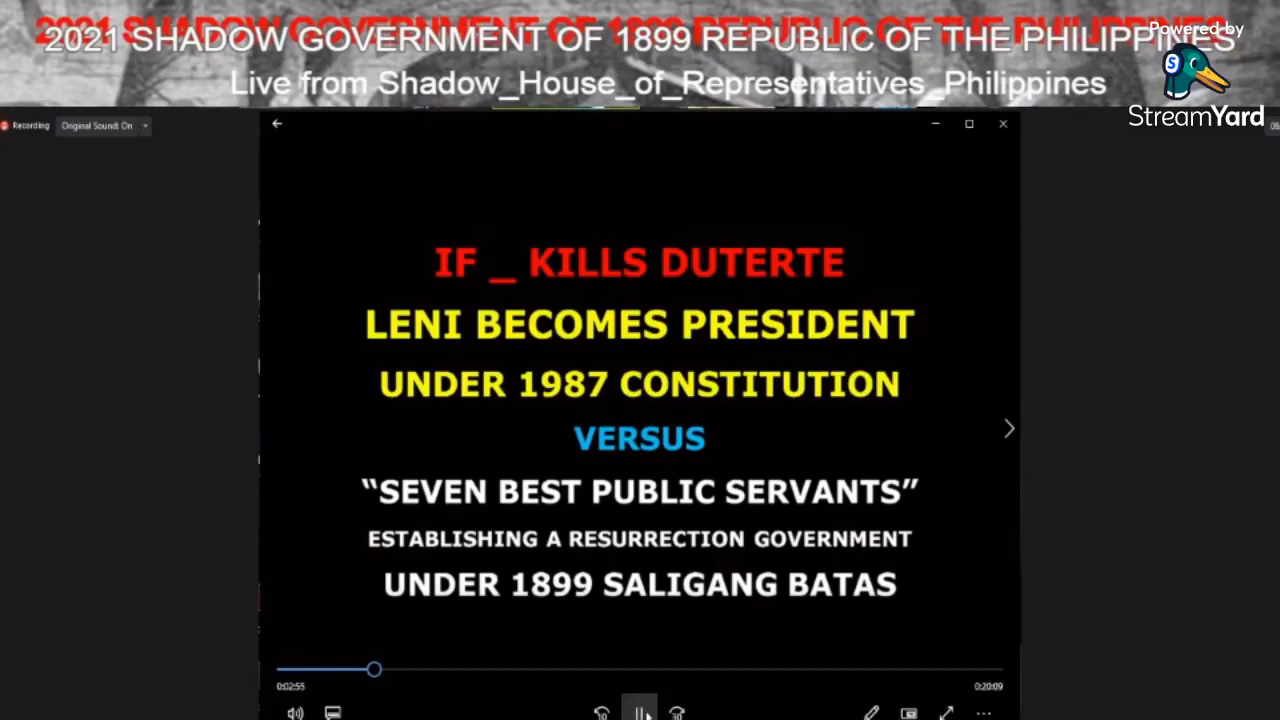 2021 SHADOW GOVERNMENT OF 1899 REPUBLIC OF THE PHILIPPINES
Powered by
Live from Shadow_House_of_Representatives_Philippines
StreamYard
Recording
Original Sound: On
IF _ KILLS DUTERTE
LENI BECOMES PRESIDENT
UNDER 1987 CONSTITUTION
VERSUS
“SEVEN BEST PUBLIC SERVANTS”
ESTABLISHING A RESURRECTION GOVERNMENT
UNDER 1899 SALIGANG BATAS
0:02:55
0:20:09
10
30